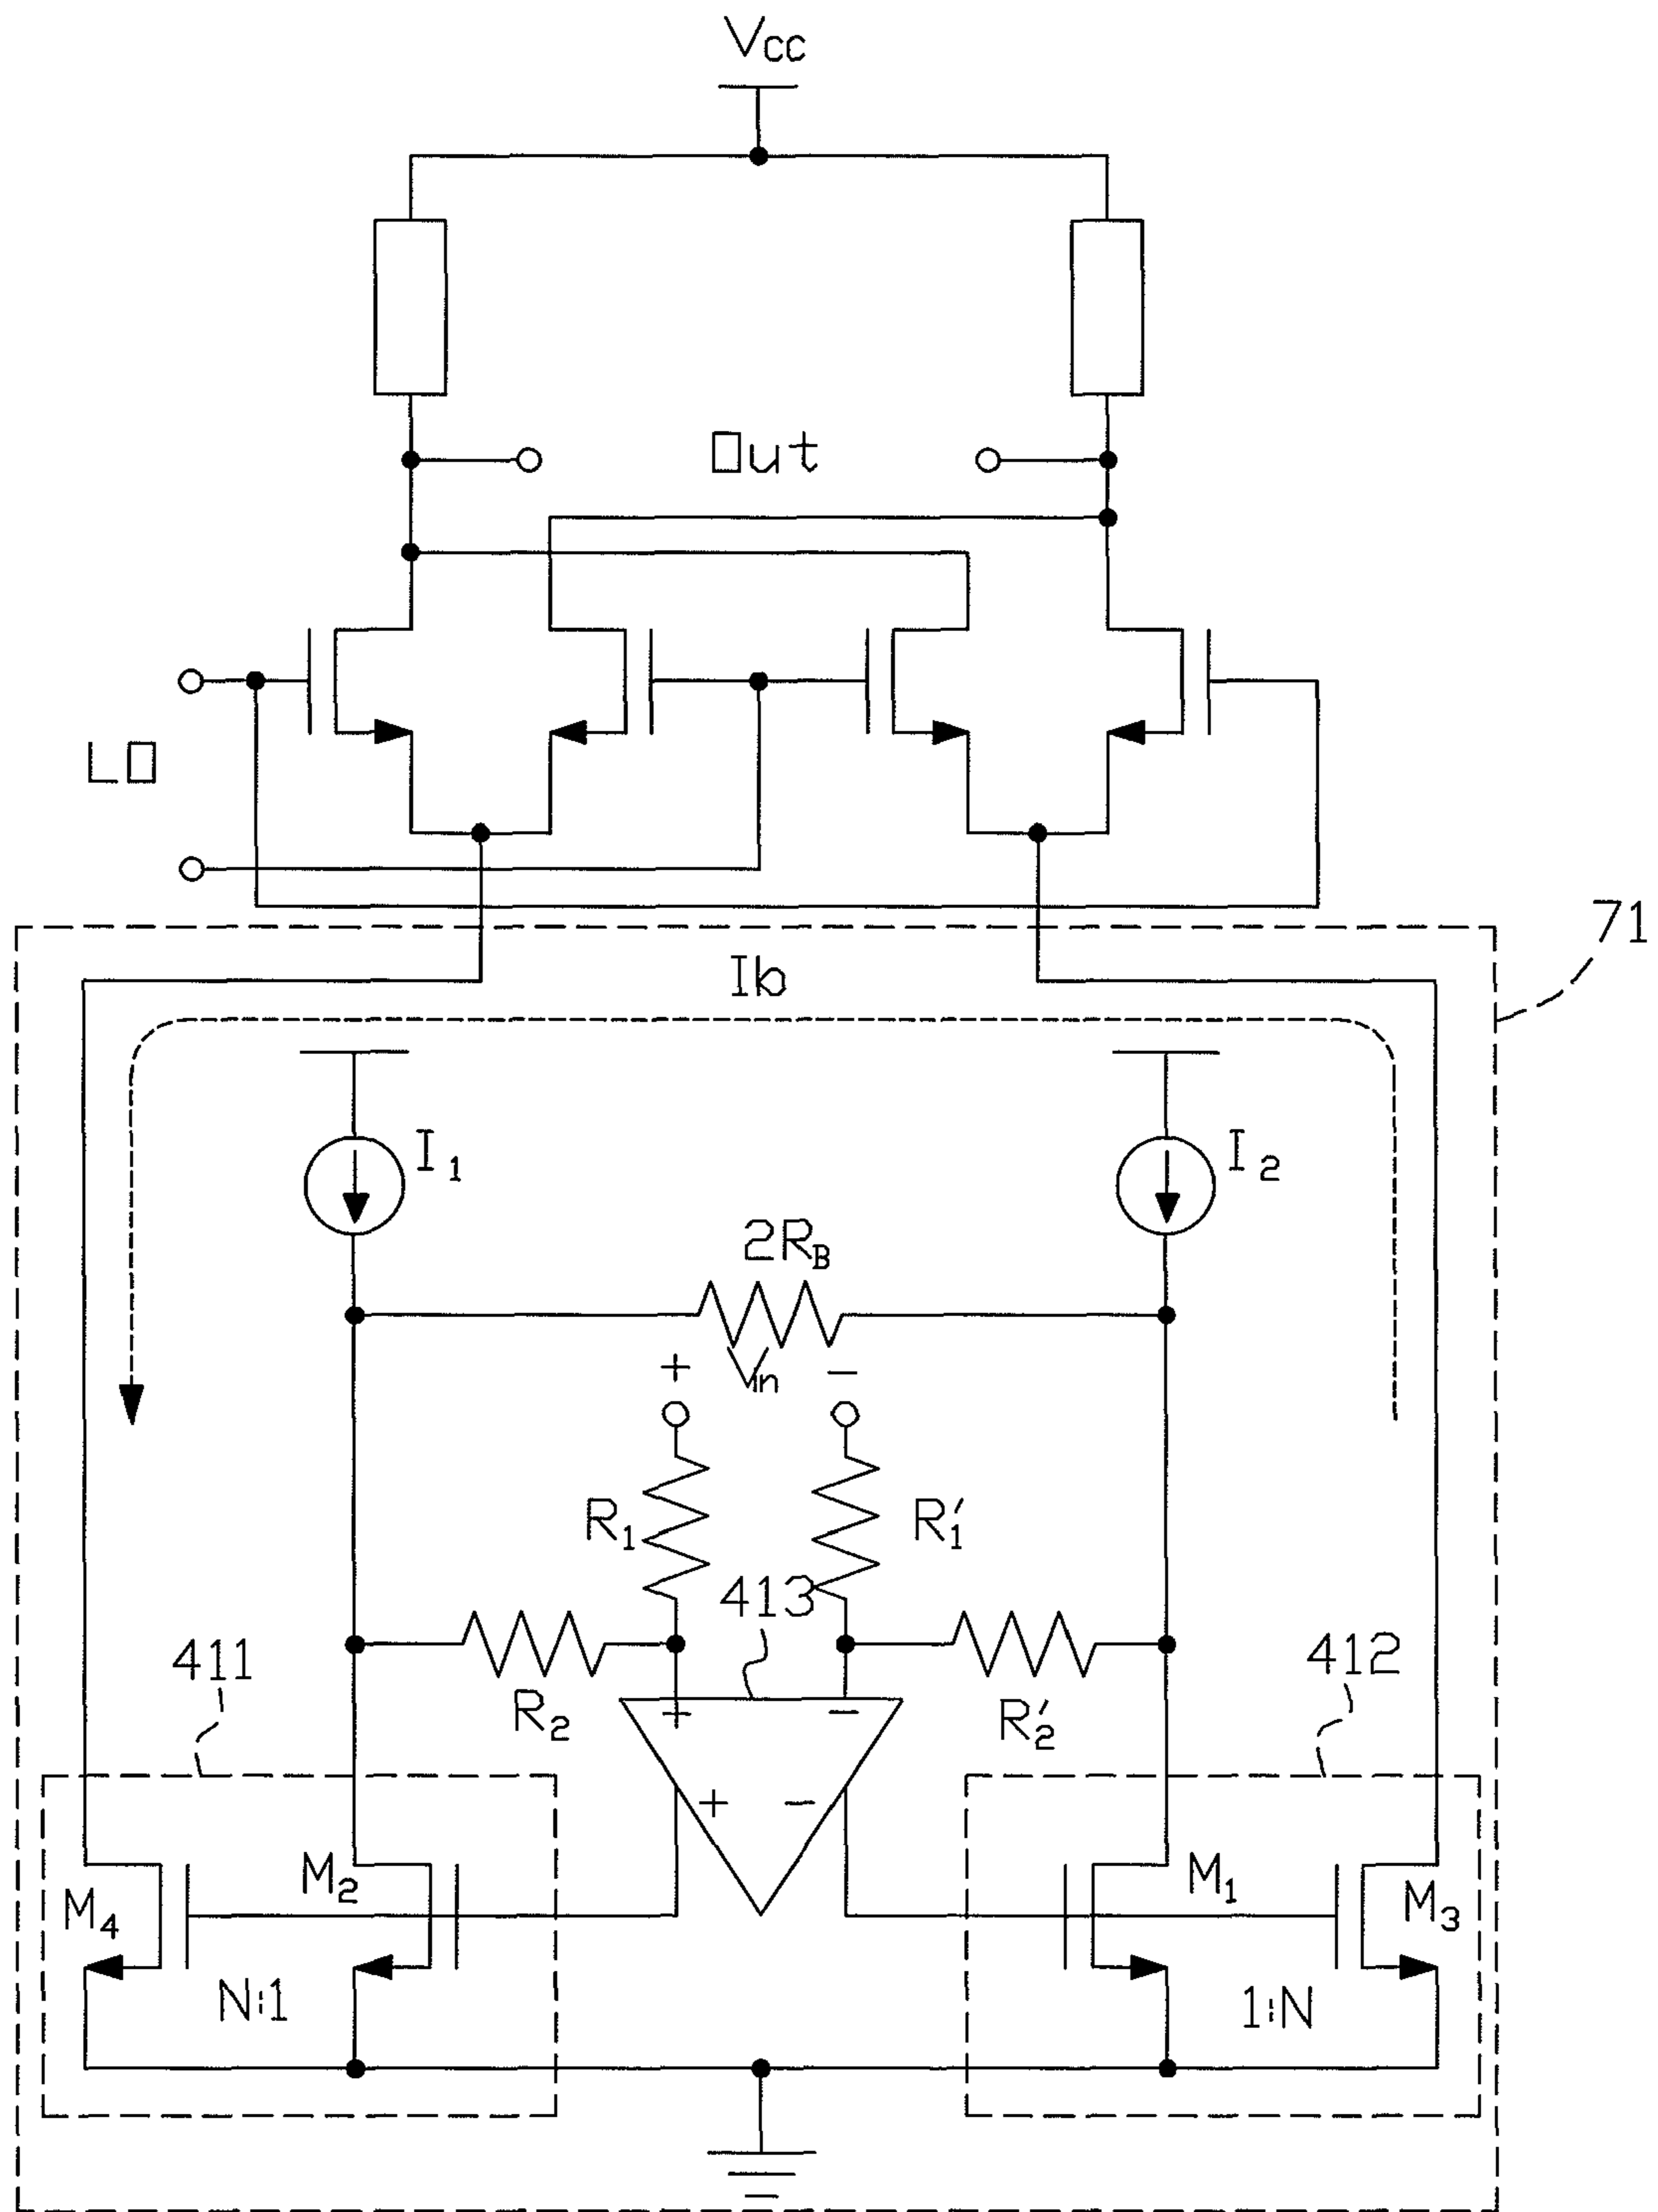 Vcc
Out
LO
71
Ib
I1
I2
2RB
+ Vin −
R1
R1′
413
411
412
R2
R2′
+ −
+ −
M4
M2
M1
M3
N:1
1:N